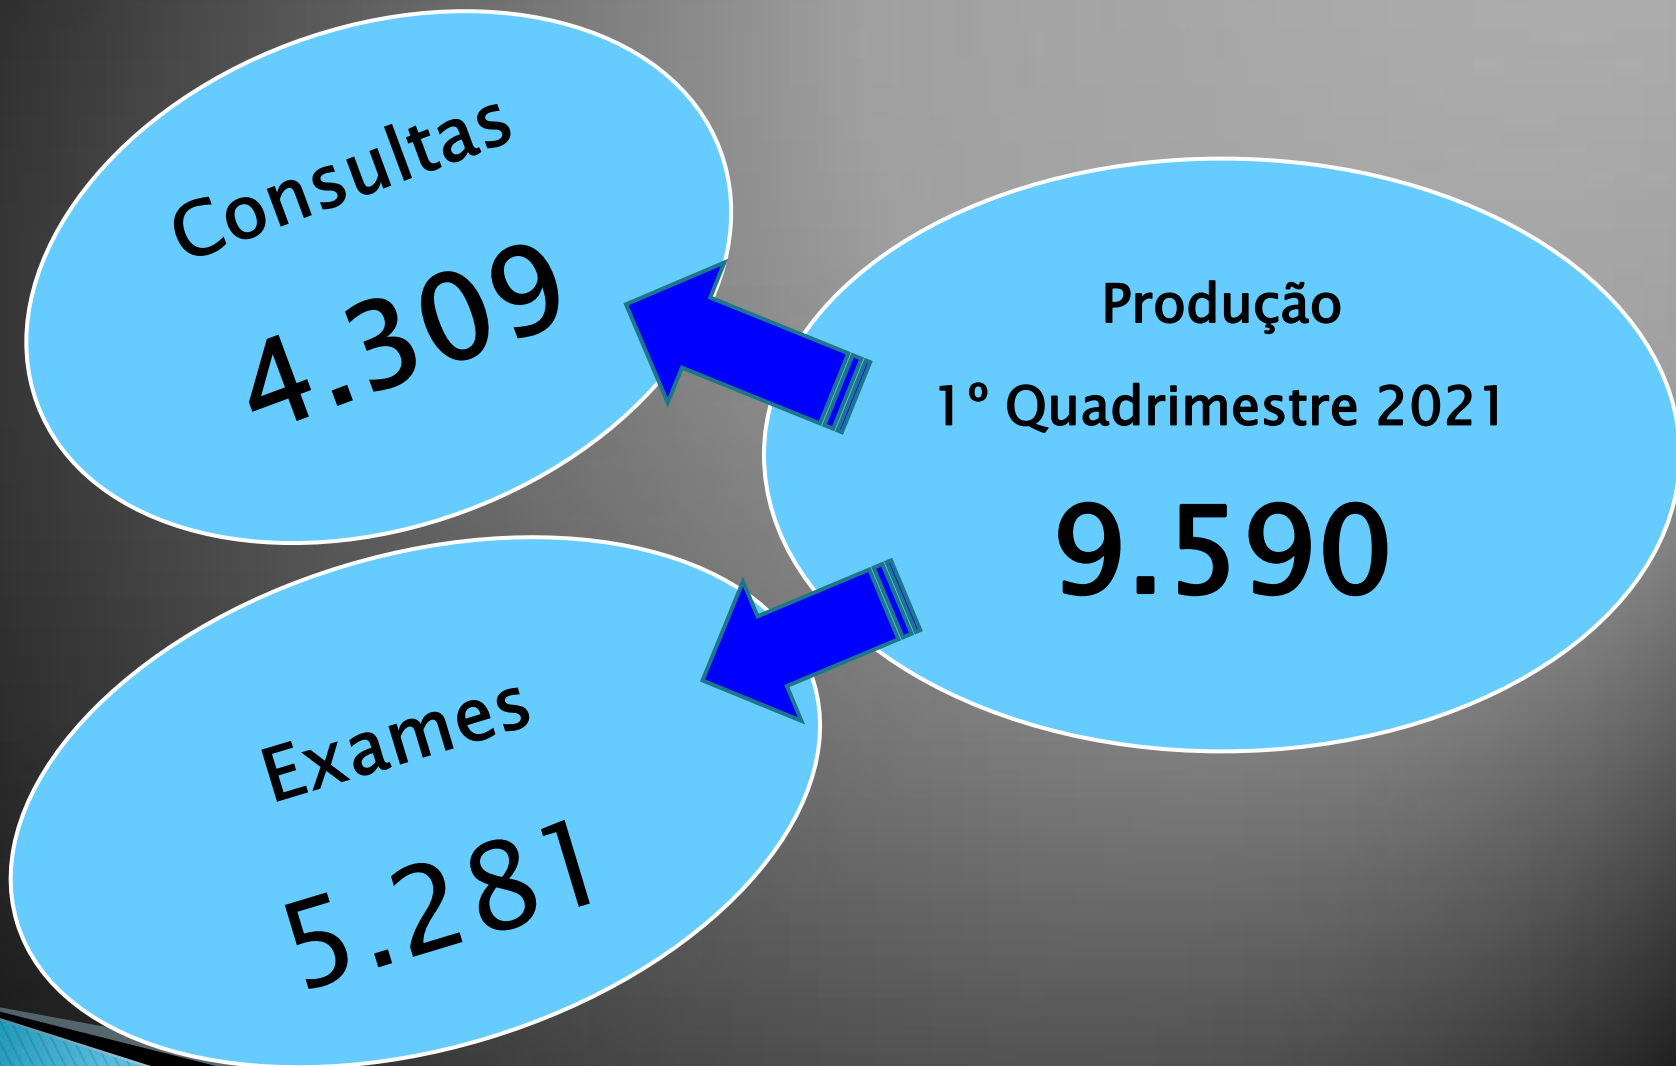 Consultas
4.309
Produção
1º Quadrimestre 2021
9.590
Exames
5.281